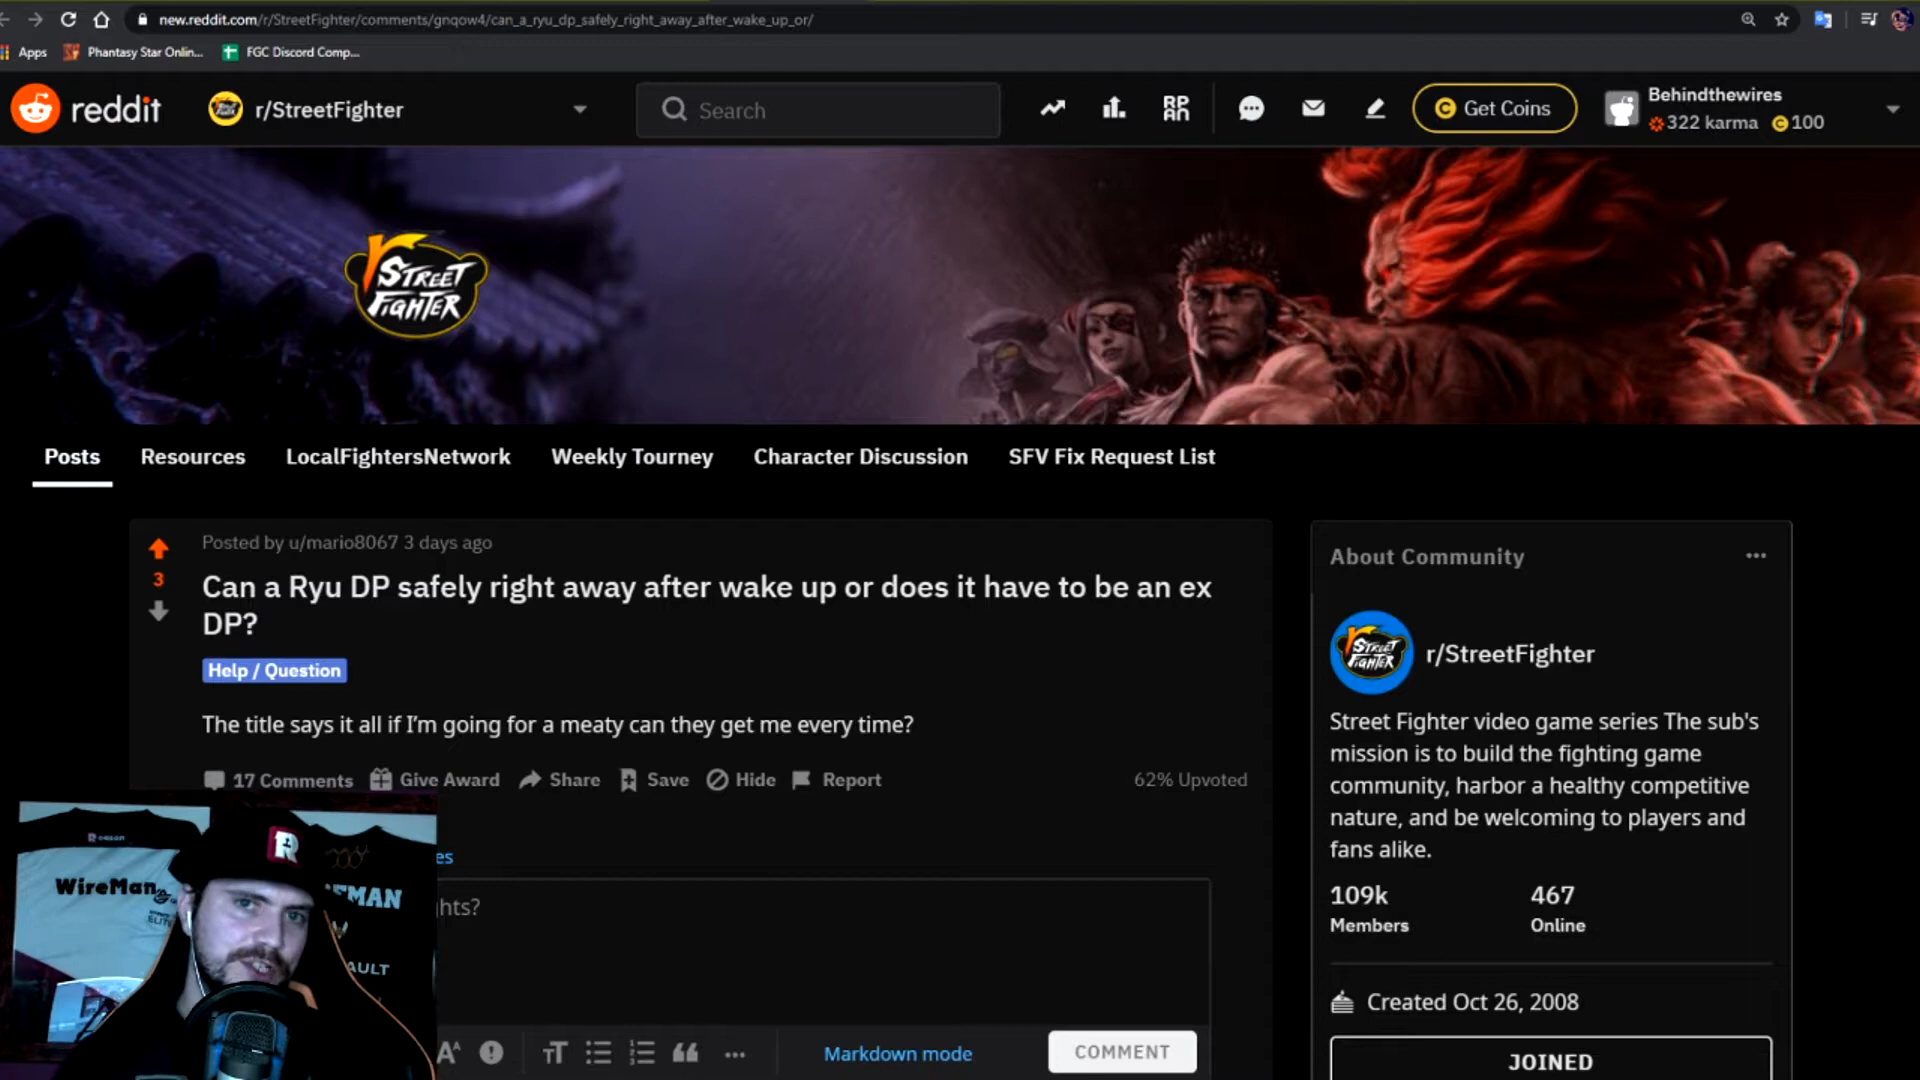 new.reddit.com/r/StreetFighter/comments/gnqow4/can_a_ryu_dp_safely_right_away_after_wake_up_or/
Apps
Phantasy Star Onlin...
FGC Discord Comp...
reddit
r/StreetFighter
Search
Get Coins
Behindthewires
322 karma
100
STREET FIGHTER
Posts
Resources
LocalFightersNetwork
Weekly Tourney
Character Discussion
SFV Fix Request List
Posted by u/mario8067 3 days ago
3
Can a Ryu DP safely right away after wake up or does it have to be an ex
DP?
Help / Question
The title says it all if I'm going for a meaty can they get me every time?
17 Comments
Give Award
Share
Save
Hide
Report
62% Upvoted
es
hts?
Markdown mode
COMMENT
About Community
STREET FIGHTER
r/StreetFighter
Street Fighter video game series The sub's
mission is to build the fighting game
community, harbor a healthy competitive
nature, and be welcoming to players and
fans alike.
109k
467
Members
Online
Created Oct 26, 2008
JOINED
WireMan
R
EMAN
AULT